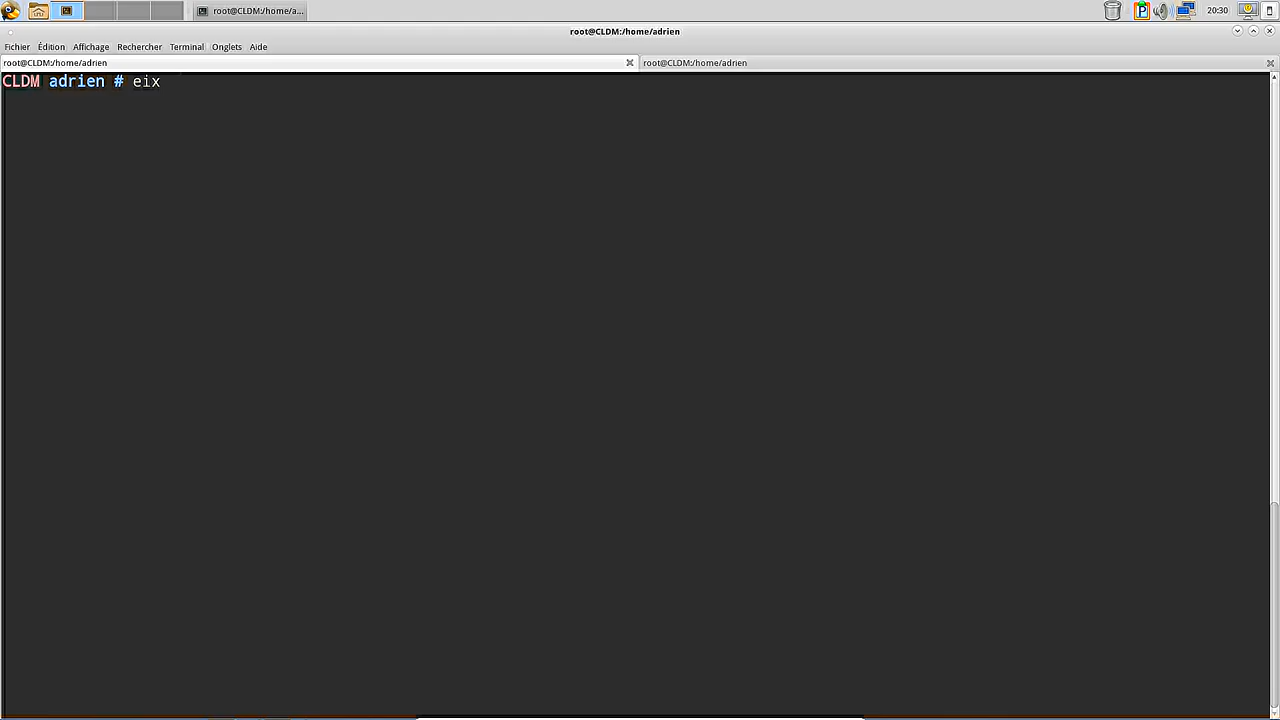 root@CLDM:/home/a...
20:30
root@CLDM:/home/adrien
Fichier Édition Affichage Rechercher Terminal Onglets Aide
root@CLDM:/home/adrien root@CLDM:/home/adrien
CLDM adrien # eix